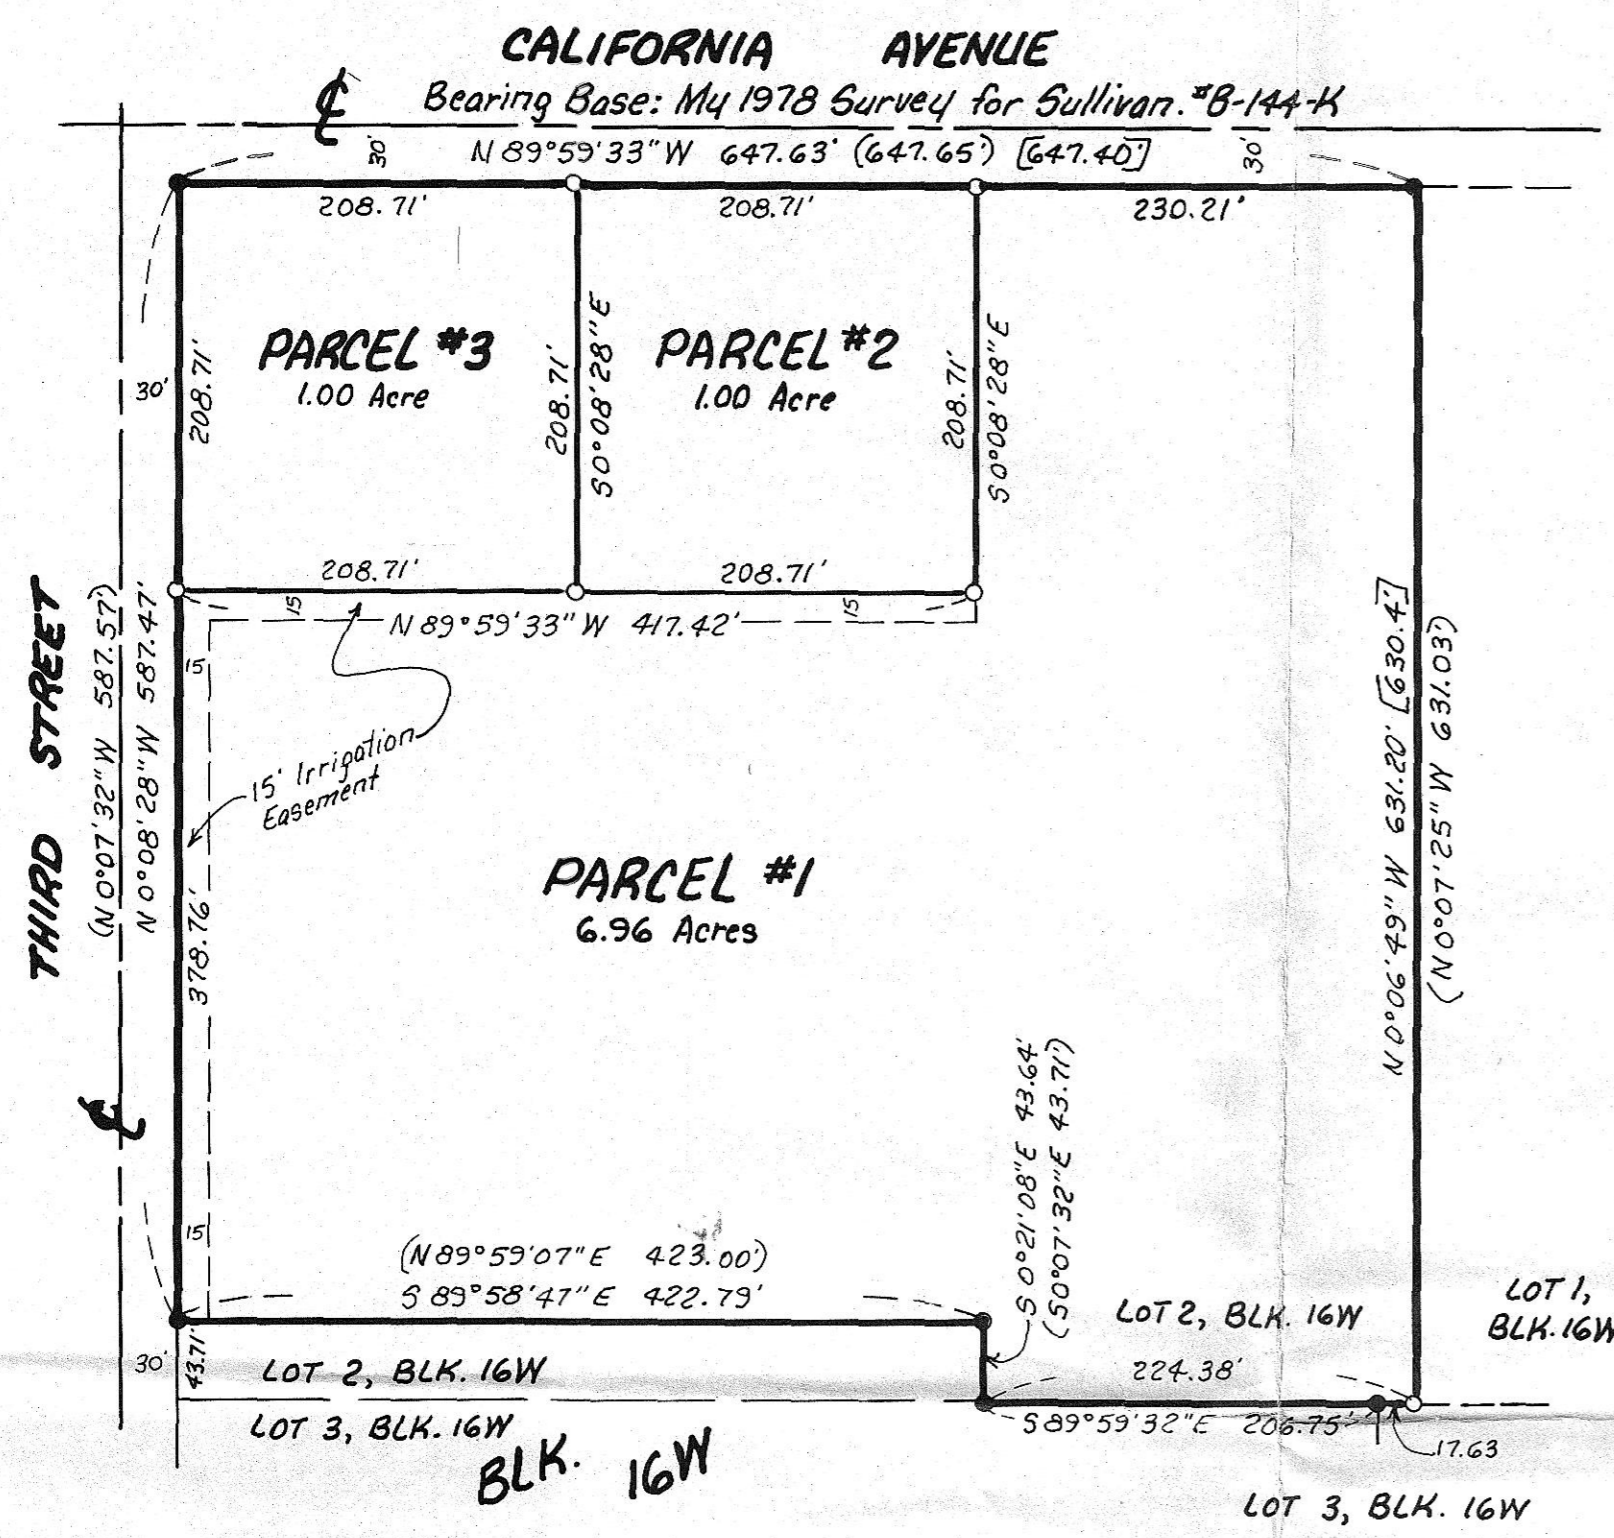 CALIFORNIA AVENUE
℄ Bearing Base: My 1978 Survey for Sullivan. #8-144-K
30' N 89°59'33" W 647.63' (647.65') [647.40'] 30'
208.71' 208.71' 230.21'
PARCEL #3
1.00 Acre
PARCEL #2
1.00 Acre
30'
208.71'
208.71'
S 0°08'28" E
208.71'
S 0°08'28" E
208.71' 208.71'
15 15
N 89°59'33" W 417.42'
15
15' Irrigation
Easement
THIRD STREET
(N 0°07'32" W 587.57')
N 0°08'28" W 587.47'
378.76'
℄
PARCEL #1
6.96 Acres
N 0°06'49" W 631.20' [630.4']
(N 0°07'25" W 631.03')
15
(N 89°59'07" E 423.00')
S 89°58'47" E 422.79'
S 0°21'08" E 43.64'
(S 0°07'32" E 43.71')
LOT 2, BLK. 16W
LOT 1,
BLK. 16W
30'
43.71'
LOT 2, BLK. 16W
224.38'
LOT 3, BLK. 16W
S 89°59'32" E 206.75'
17.63
BLK. 16W
LOT 3, BLK. 16W